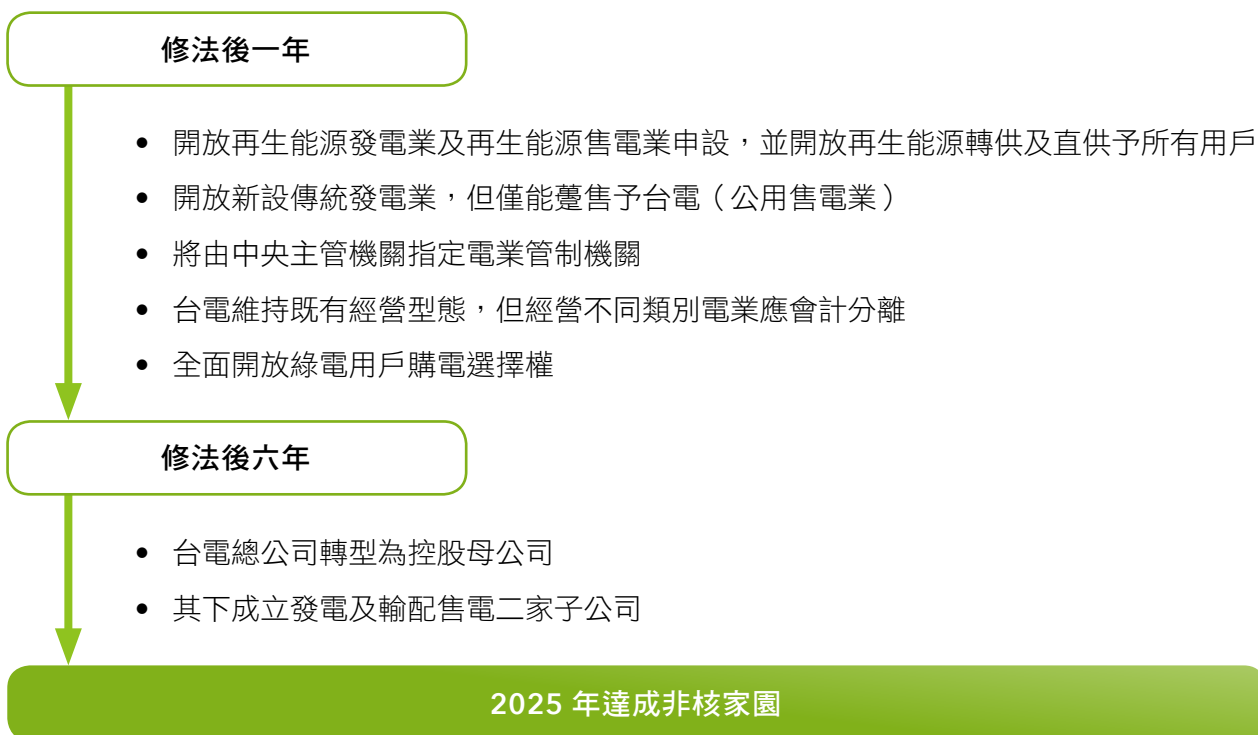 修法後一年
• 開放再生能源發電業及再生能源售電業申設，並開放再生能源轉供及直供予所有用戶
• 開放新設傳統發電業，但僅能躉售予台電（公用售電業）
• 將由中央主管機關指定電業管制機關
• 台電維持既有經營型態，但經營不同類別電業應會計分離
• 全面開放綠電用戶購電選擇權
修法後六年
• 台電總公司轉型為控股母公司
• 其下成立發電及輸配售電二家子公司
2025 年達成非核家園